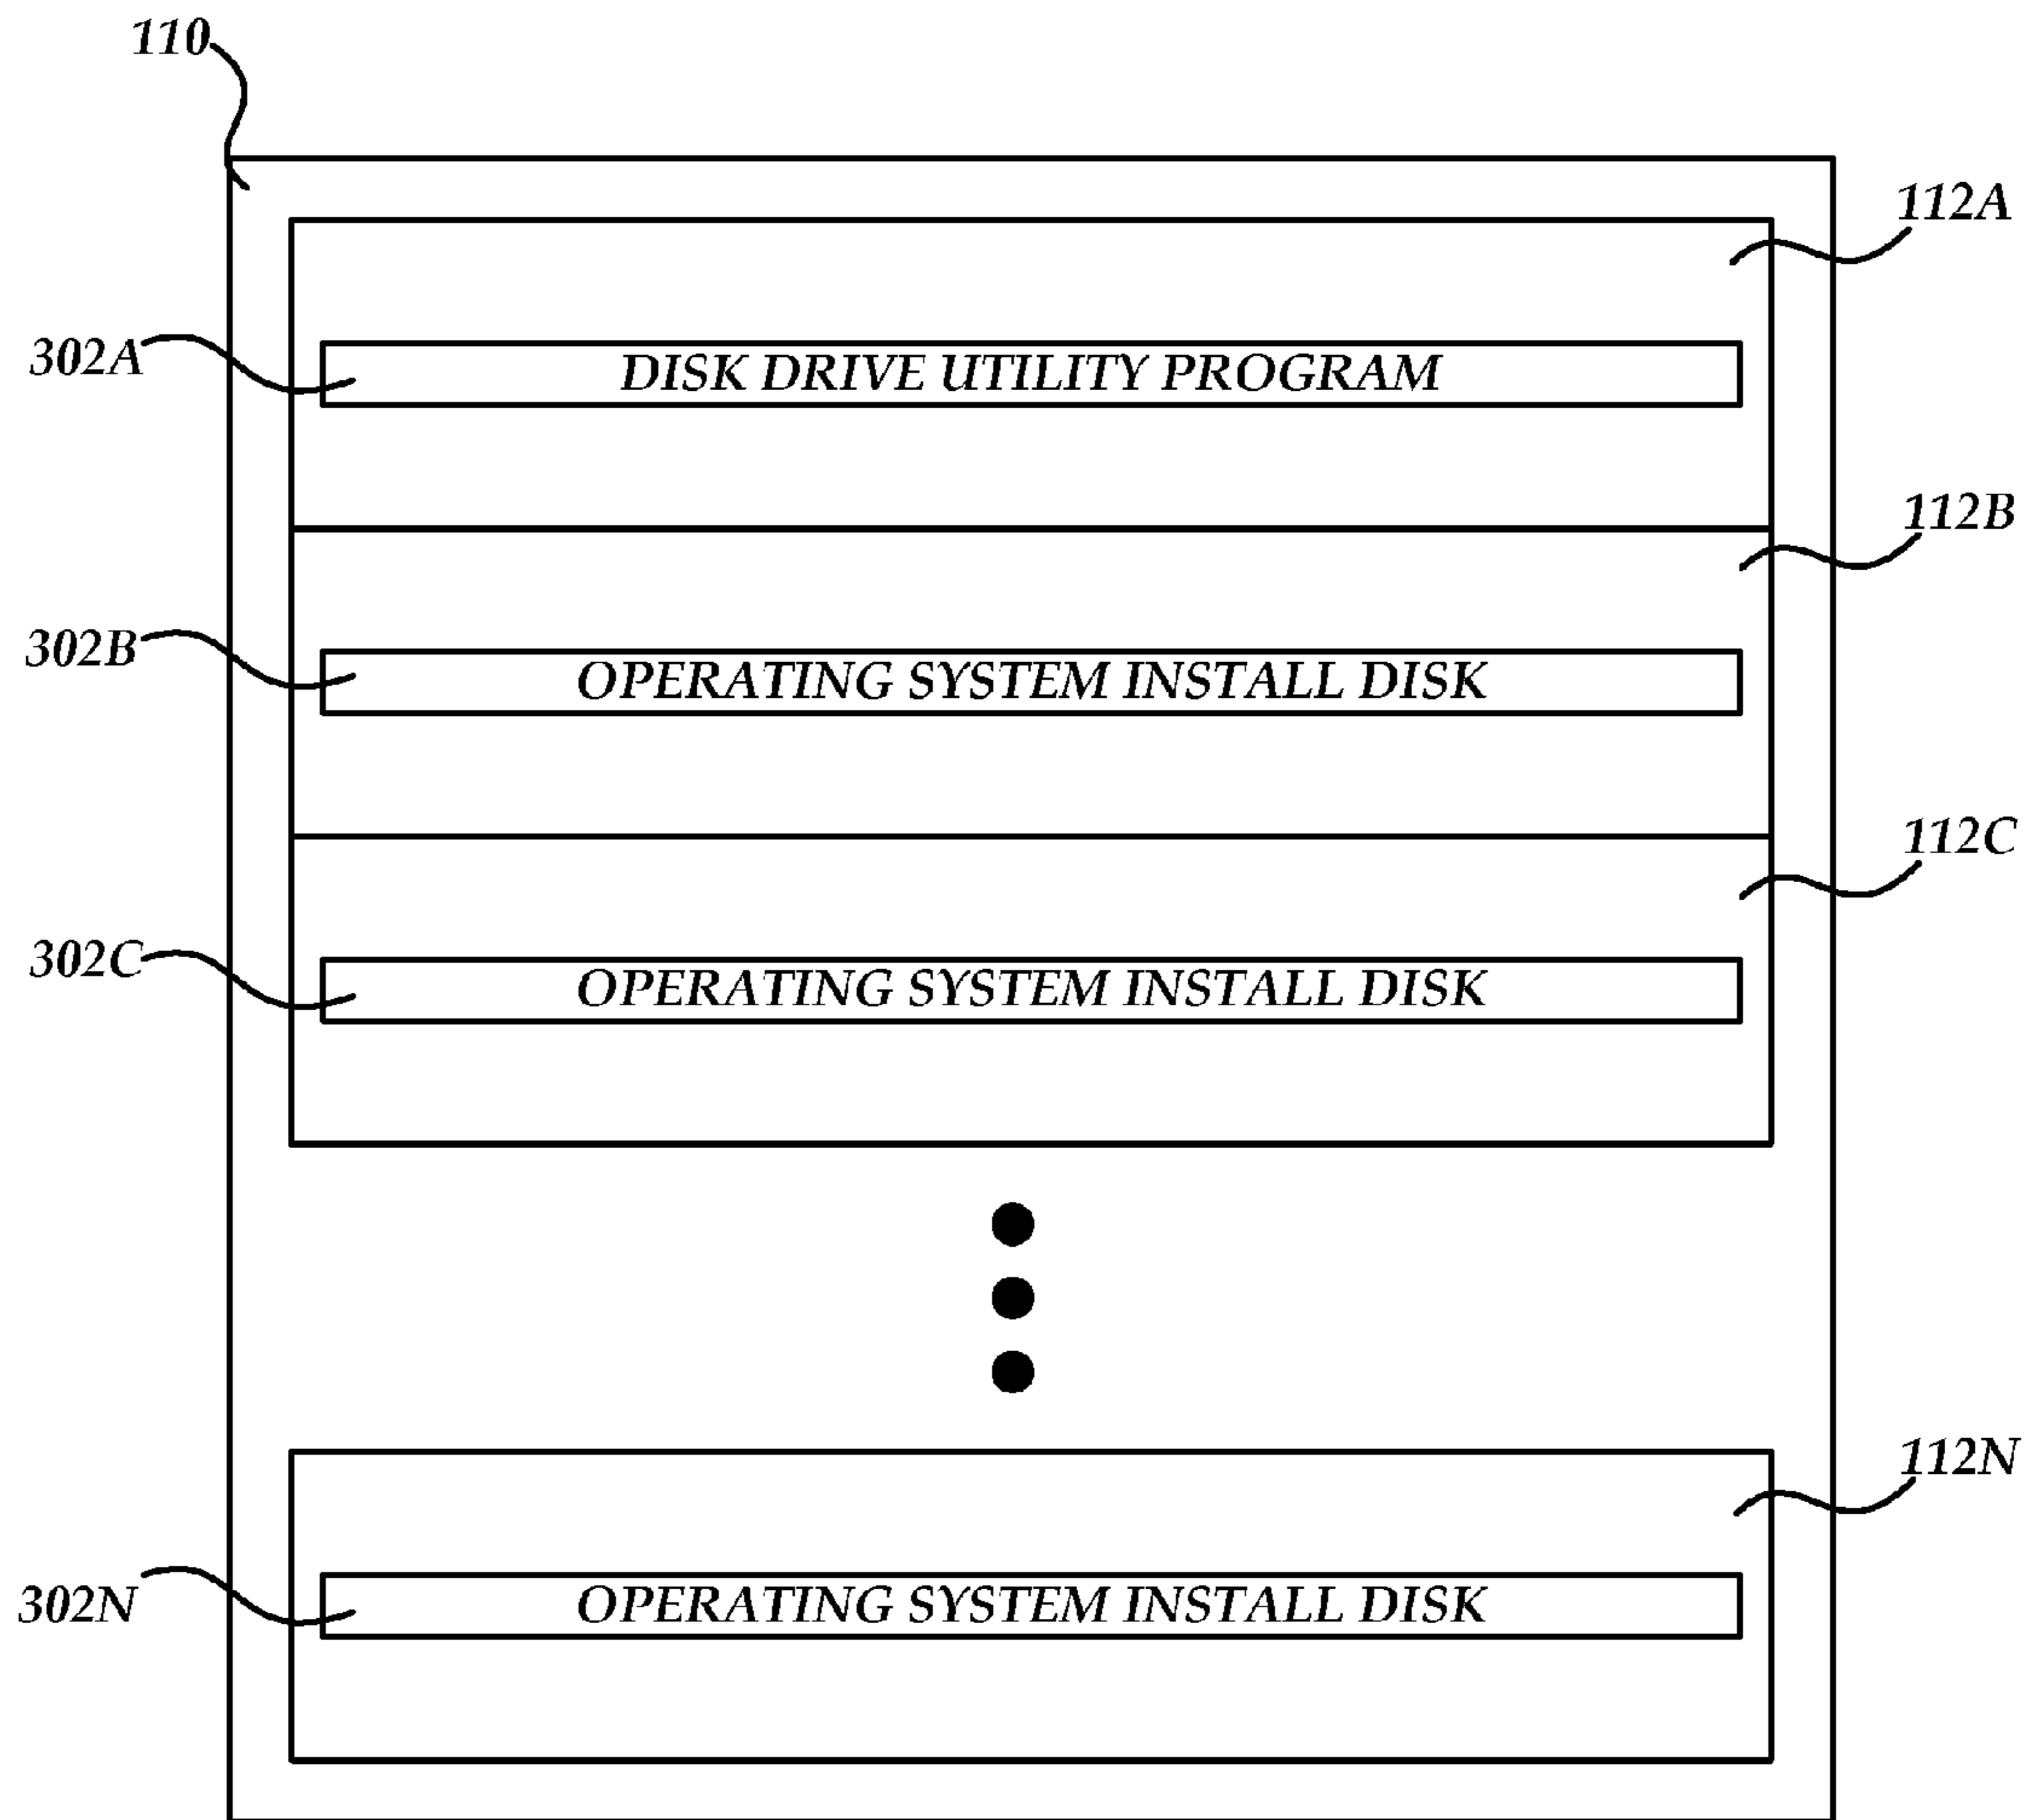 110
112A
302A
DISK DRIVE UTILITY PROGRAM
112B
302B
OPERATING SYSTEM INSTALL DISK
112C
302C
OPERATING SYSTEM INSTALL DISK
112N
302N
OPERATING SYSTEM INSTALL DISK